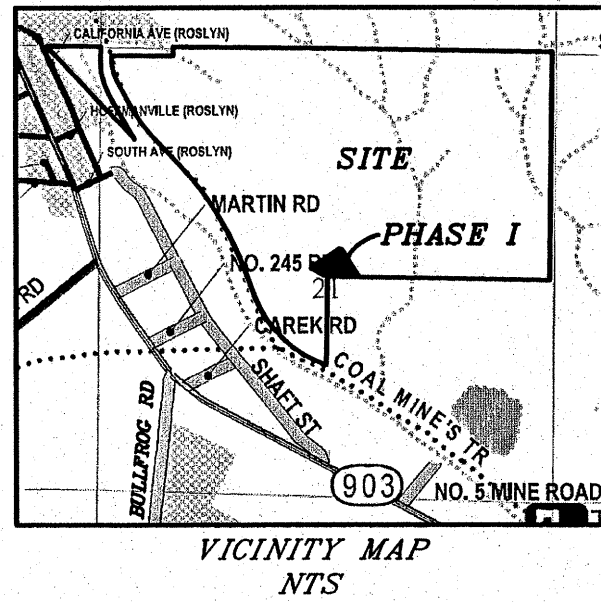 CALIFORNIA AVE (ROSLYN)
HOFFMANVILLE (ROSLYN)
SOUTH AVE (ROSLYN)
SITE
MARTIN RD
PHASE I
NO. 245
RD
21
CAREK RD
COAL MINE'S TR
SHAFT ST
BULLFROG RD
903
NO. 5 MINE ROAD
VICINITY MAP
NTS